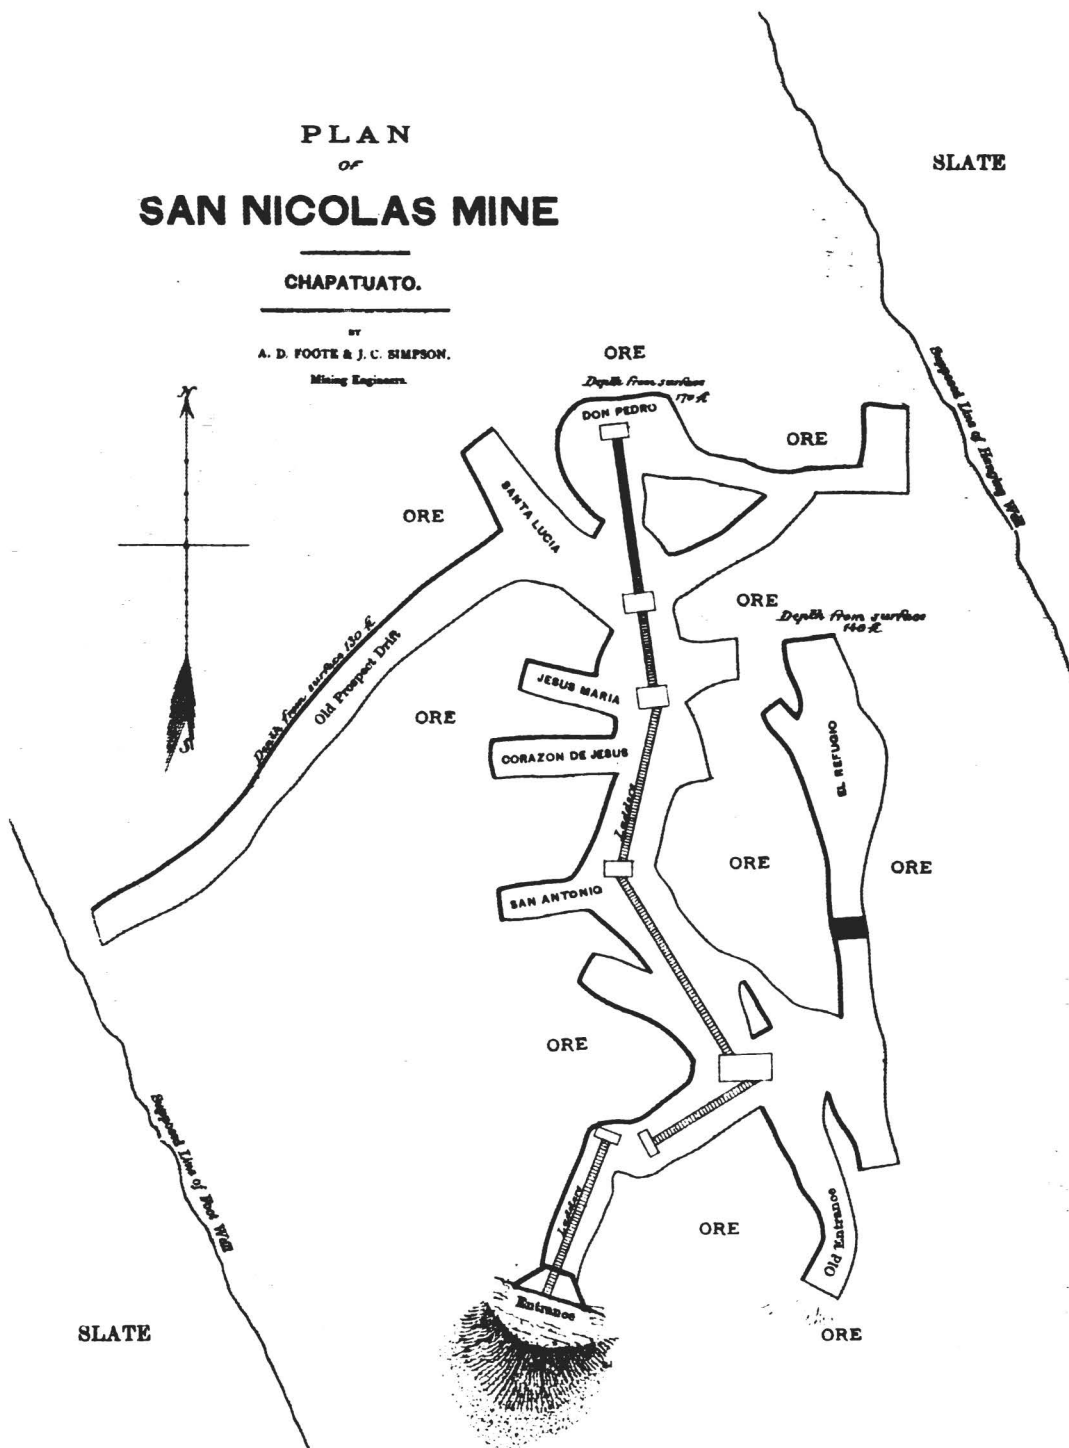 PLAN
OF
SAN NICOLAS MINE
CHAPATUATO.
BY
A. D. FOOTE & J. C. SIMPSON,
Mining Engineers.
SLATE
N
S
ORE
Depth from surface
170 ft
DON PEDRO
ORE
Supposed Line of Hanging Wall
SANTA LUCIA
ORE
ORE
Depth from surface
140 ft
Depth from surface 130 ft
Old Prospect Drift
JESUS MARIA
ORE
CORAZON DE JESUS
EL REFUGIO
Ladders
ORE
ORE
SAN ANTONIO
ORE
Supposed Line of Foot Wall
Ladders
ORE
Old Entrance
Entrance
SLATE
ORE